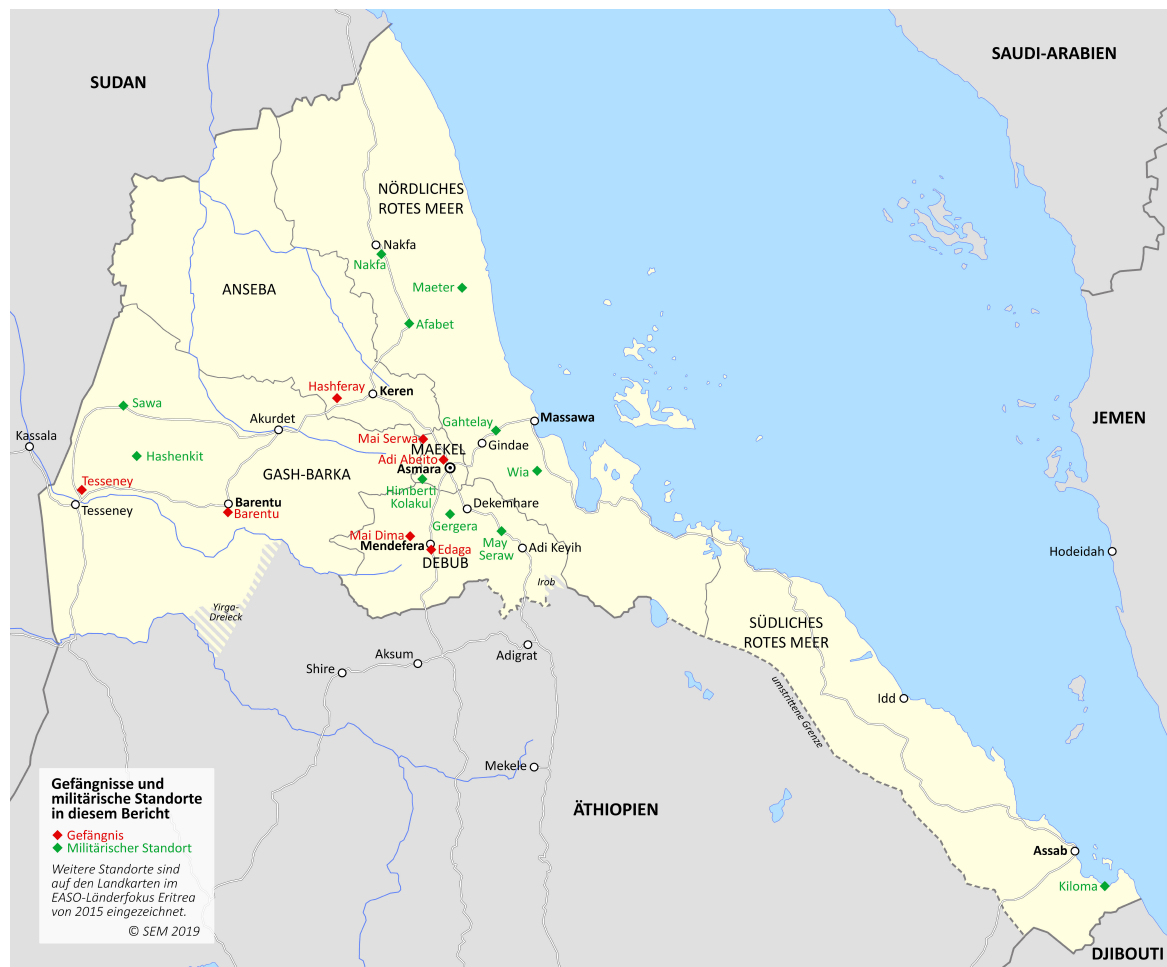 SUDAN
SAUDI-ARABIEN
NÖRDLICHES
ROTES MEER
Nakfa
Nakfa
ANSEBA
Maeter
Afabet
Hashferay
Keren
Sawa
Akurdet
Gahtelay
Massawa
JEMEN
Kassala
Mai Serwa
MAEKEL
Gindae
Hashenkit
Adi Abeito
Asmara
GASH-BARKA
Wia
Tesseney
Himberti
Kolakul
Tesseney
Barentu
Barentu
Dekemhare
Gergera
Mai Dima
Mendefera
Edaga
May
Seraw
Adi Keyih
Hodeidah
DEBUB
Irob
Yirga-
Dreieck
SÜDLICHES
ROTES MEER
Shire
Aksum
Adigrat
umstrittene Grenze
Idd
Mekele
ÄTHIOPIEN
Assab
Kiloma
DJIBOUTI
Gefängnisse und
militärische Standorte
in diesem Bericht
Gefängnis
Militärischer Standort
Weitere Standorte sind
auf den Landkarten im
EASO-Länderfokus Eritrea
von 2015 eingezeichnet.
© SEM 2019